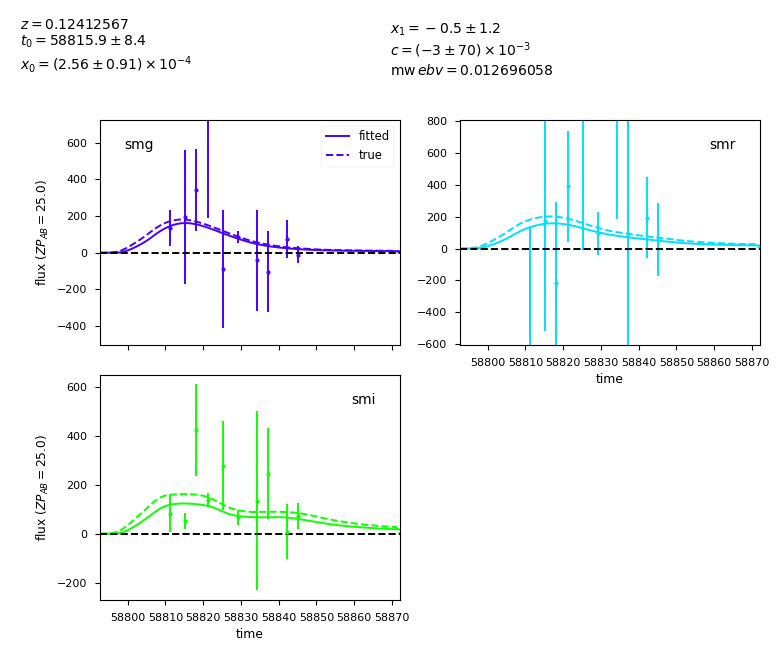 z = 0.12412567
t₀ = 58815.9 ± 8.4
x₀ = (2.56 ± 0.91) × 10⁻⁴
x₁ = −0.5 ± 1.2
c = (−3 ± 70) × 10⁻³
mw ebv = 0.012696058
smg
fitted
true
flux (ZP_AB = 25.0)
600
400
200
0
−200
−400
smr
800
600
400
200
0
−200
−400
−600
58800 58810 58820 58830 58840 58850 58860 58870
time
smi
flux (ZP_AB = 25.0)
600
400
200
0
−200
58800 58810 58820 58830 58840 58850 58860 58870
time